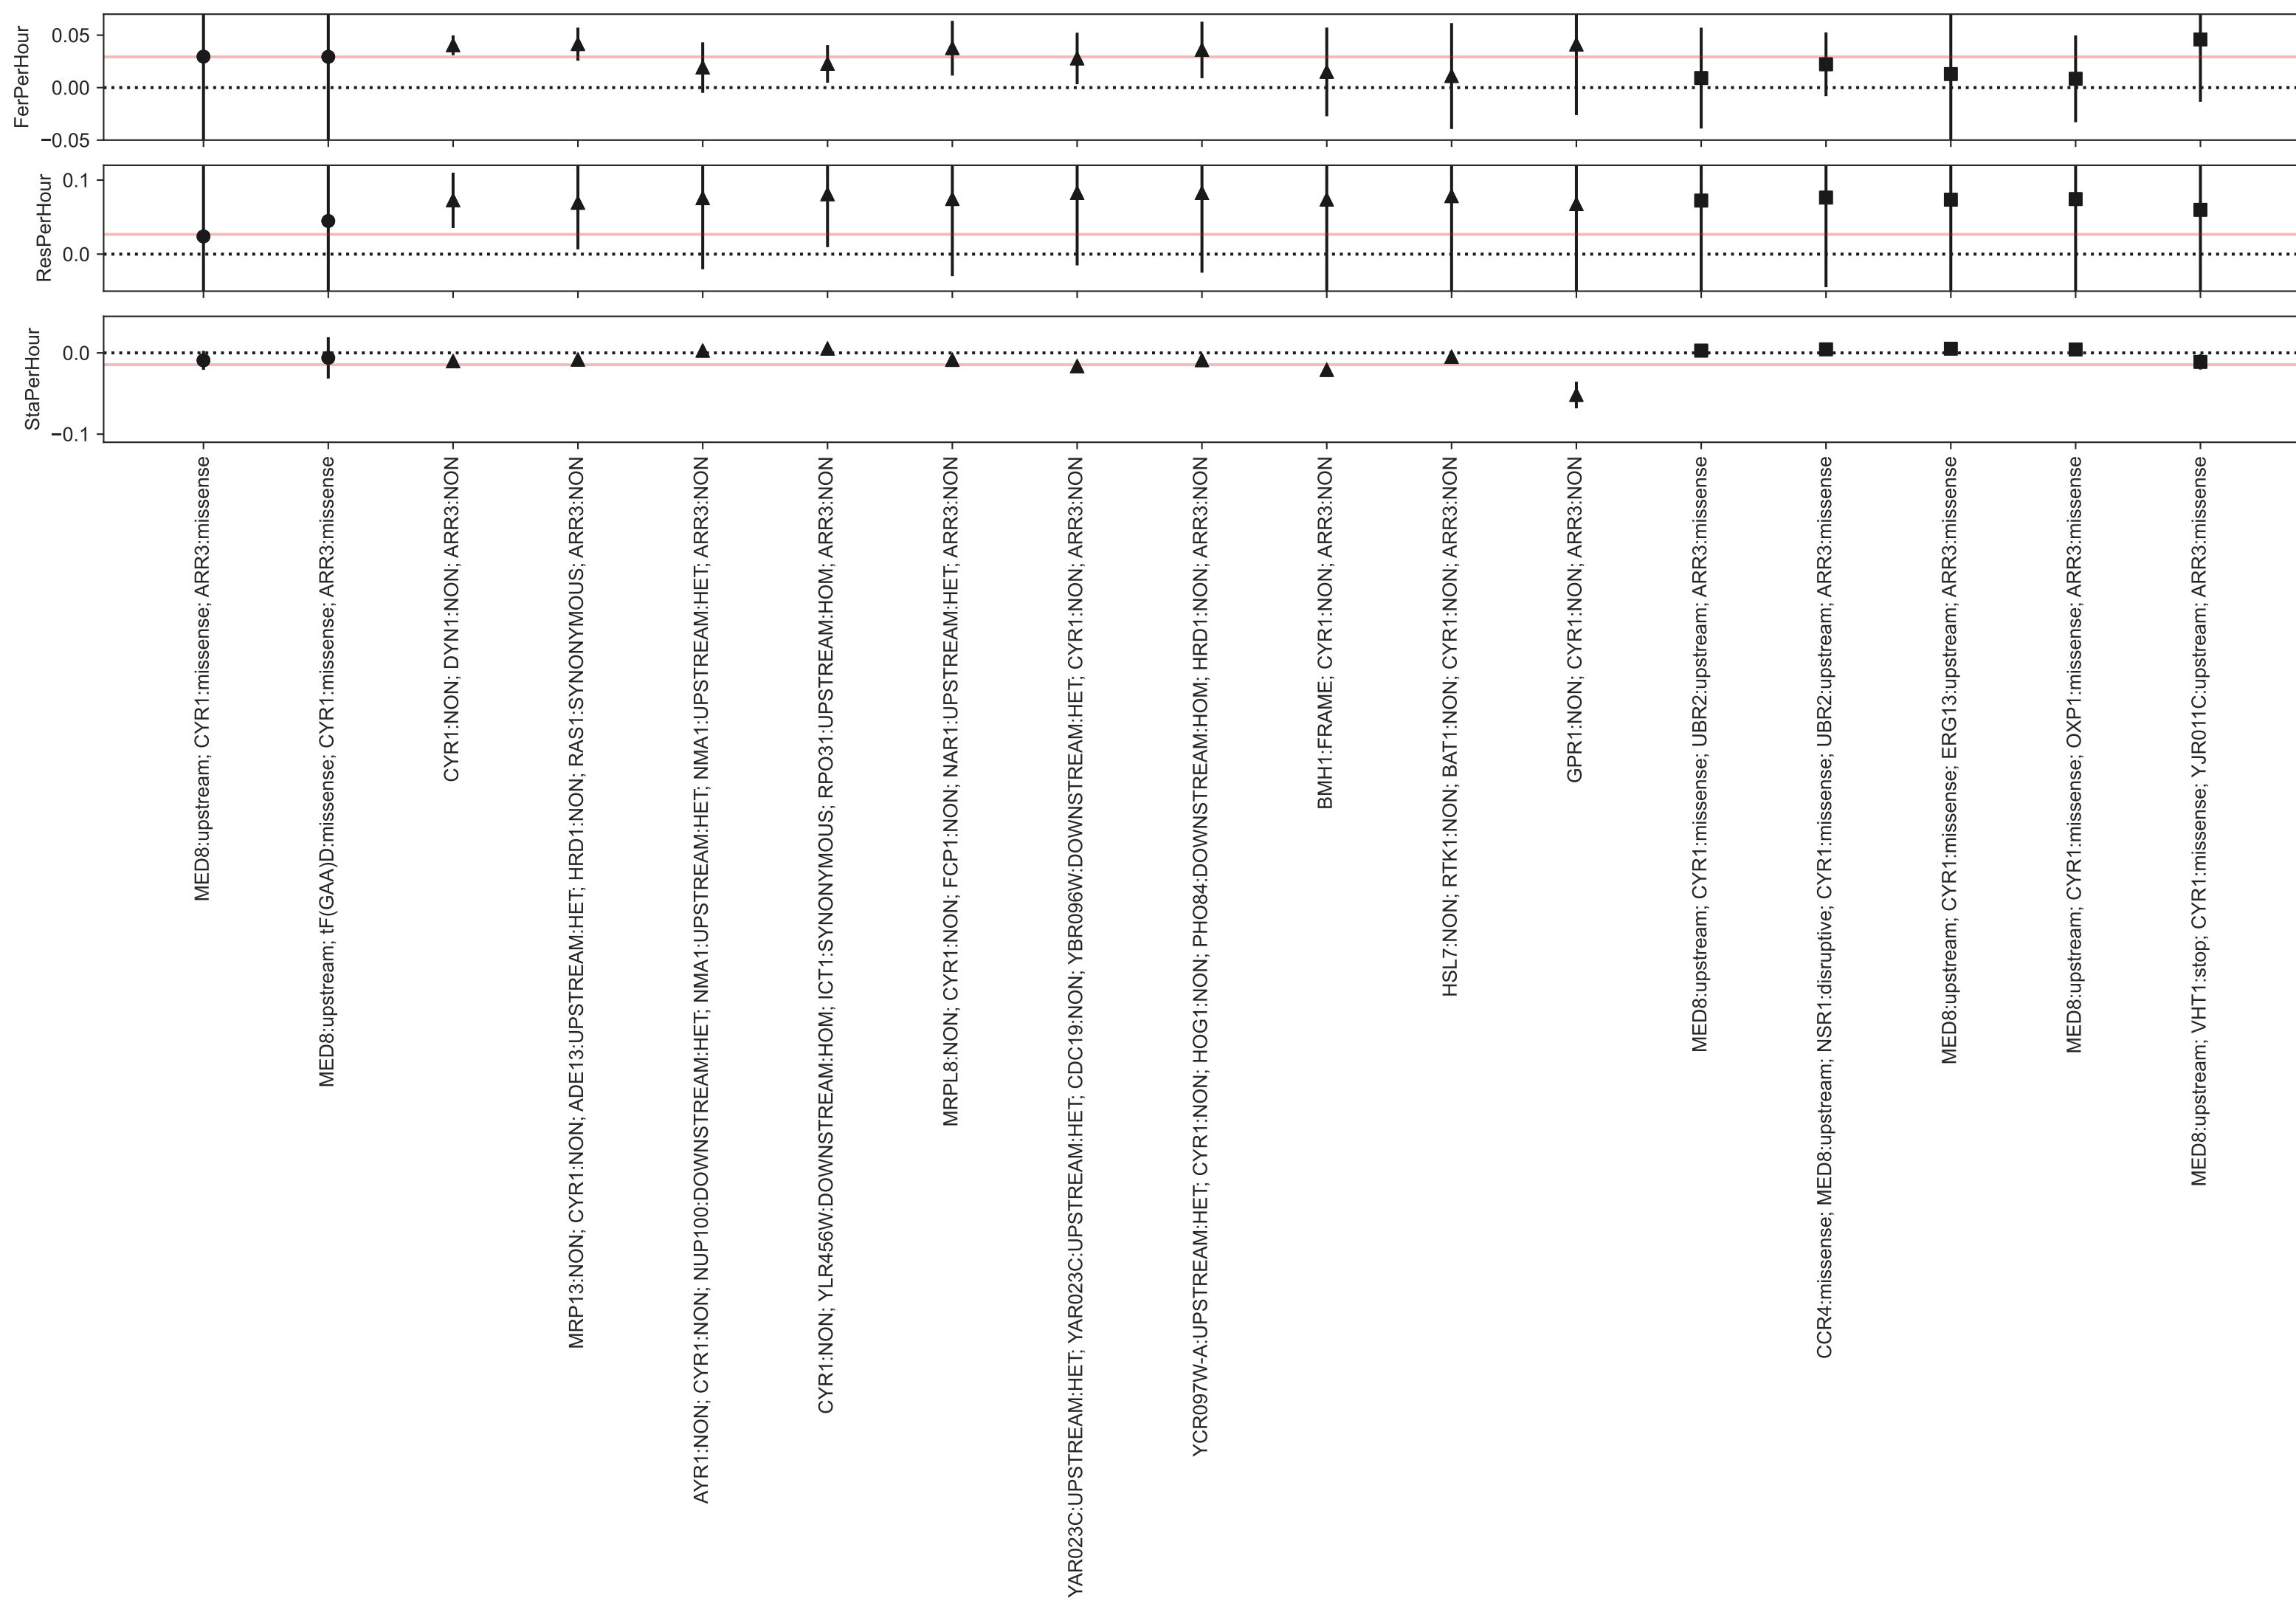 FerPerHour
0.05
0.00
−0.05
ResPerHour
0.1
0.0
StaPerHour
0.0
−0.1
MED8:upstream; CYR1:missense; ARR3:missense
MED8:upstream; tF(GAA)D:missense; CYR1:missense; ARR3:missense
CYR1:NON; DYN1:NON; ARR3:NON
MRP13:NON; CYR1:NON; ADE13:UPSTREAM:HET; HRD1:NON; RAS1:SYNONYMOUS; ARR3:NON
AYR1:NON; CYR1:NON; NUP100:DOWNSTREAM:HET; NMA1:UPSTREAM:HET; NMA1:UPSTREAM:HET; ARR3:NON
CYR1:NON; YLR456W:DOWNSTREAM:HOM; ICT1:SYNONYMOUS; RPO31:UPSTREAM:HOM; ARR3:NON
MRPL8:NON; CYR1:NON; FCP1:NON; NAR1:UPSTREAM:HET; ARR3:NON
YAR023C:UPSTREAM:HET; YAR023C:UPSTREAM:HET; CDC19:NON; YBR096W:DOWNSTREAM:HET; CYR1:NON; ARR3:NON
YCR097W-A:UPSTREAM:HET; CYR1:NON; HOG1:NON; PHO84:DOWNSTREAM:HOM; HRD1:NON; ARR3:NON
BMH1:FRAME; CYR1:NON; ARR3:NON
HSL7:NON; RTK1:NON; BAT1:NON; CYR1:NON; ARR3:NON
GPR1:NON; CYR1:NON; ARR3:NON
MED8:upstream; CYR1:missense; UBR2:upstream; ARR3:missense
CCR4:missense; MED8:upstream; NSR1:disruptive; CYR1:missense; UBR2:upstream; ARR3:missense
MED8:upstream; CYR1:missense; ERG13:upstream; ARR3:missense
MED8:upstream; CYR1:missense; OXP1:missense; ARR3:missense
MED8:upstream; VHT1:stop; CYR1:missense; YJR011C:upstream; ARR3:missense